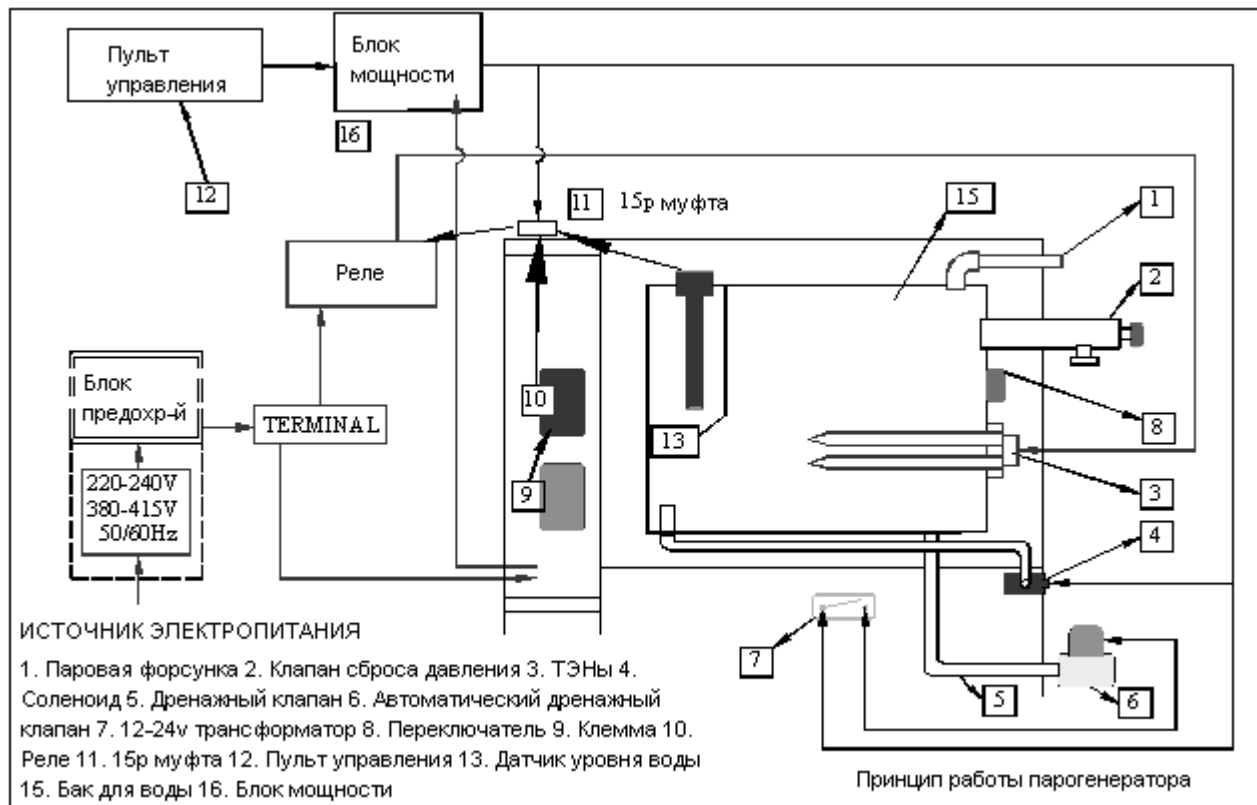 Пульт
управления
Блок
мощности
16
12
11
15р муфта
15
1
Реле
2
Блок
предохр-й
TERMINAL
10
13
8
220-240V
380-415V
50/60Hz
9
3
4
ИСТОЧНИК ЭЛЕКТРОПИТАНИЯ
7
5
6
1. Паровая форсунка 2. Клапан сброса давления 3. ТЭНы 4.
Соленоид 5. Дренажный клапан 6. Автоматический дренажный
клапан 7. 12-24v трансформатор 8. Переключатель 9. Клемма 10.
Реле 11. 15р муфта 12. Пульт управления 13. Датчик уровня воды
15. Бак для воды 16. Блок мощности
Принцип работы парогенератора